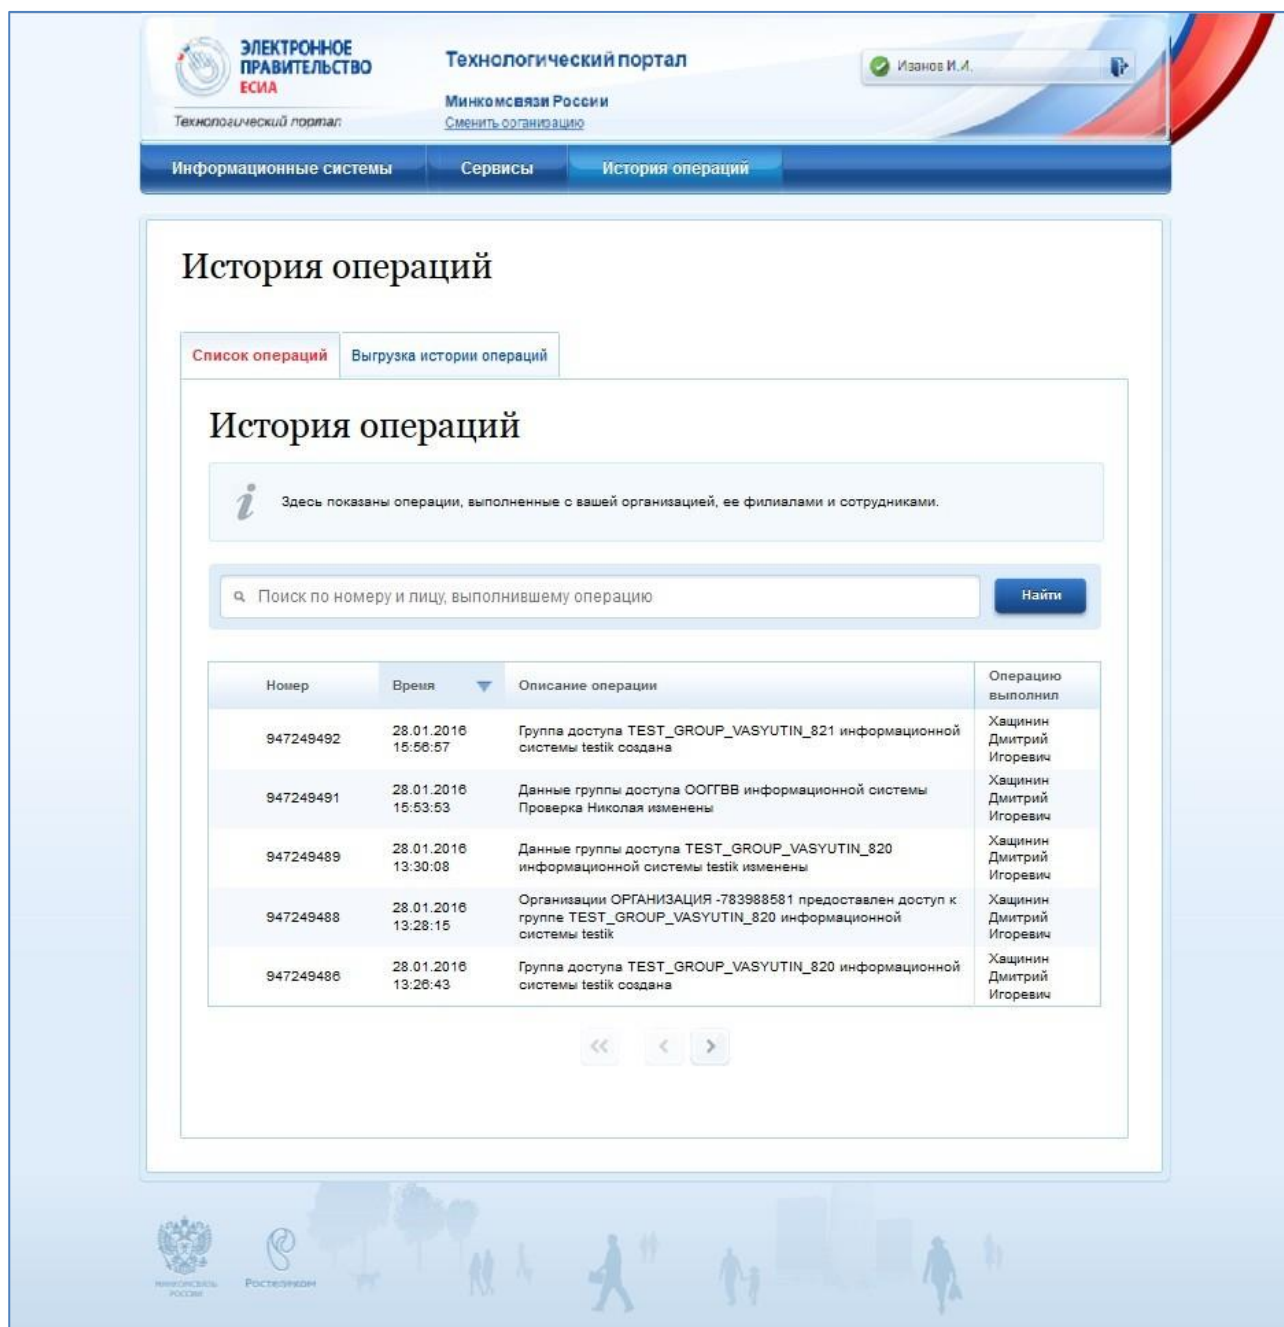 ЭЛЕКТРОННОЕ
ПРАВИТЕЛЬСТВО
ЕСИА
Технологический портал
Технологический портал
Минкомсвязи России
Сменить организацию
Иванов И.И.
Информационные системы
Сервисы
История операций
История операций
Список операций
Выгрузка истории операций
История операций
Здесь показаны операции, выполненные с вашей организацией, ее филиалами и сотрудниками.
Поиск по номеру и лицу, выполнившему операцию
Найти
Номер
Время
Описание операции
Операцию
выполнил
947249492
28.01.2016
15:56:57
Группа доступа TEST_GROUP_VASYUTIN_821 информационной
системы testik создана
Хащинин
Дмитрий
Игоревич
947249491
28.01.2016
15:53:53
Данные группы доступа ООГГВВ информационной системы
Проверка Николая изменены
Хащинин
Дмитрий
Игоревич
947249489
28.01.2016
13:30:08
Данные группы доступа TEST_GROUP_VASYUTIN_820
информационной системы testik изменены
Хащинин
Дмитрий
Игоревич
947249488
28.01.2016
13:28:15
Организации ОРГАНИЗАЦИЯ -783988581 предоставлен доступ к
группе TEST_GROUP_VASYUTIN_820 информационной
системы testik
Хащинин
Дмитрий
Игоревич
947249486
28.01.2016
13:26:43
Группа доступа TEST_GROUP_VASYUTIN_820 информационной
системы testik создана
Хащинин
Дмитрий
Игоревич
МИНКОМСВЯЗЬ
РОССИИ
Ростелеком